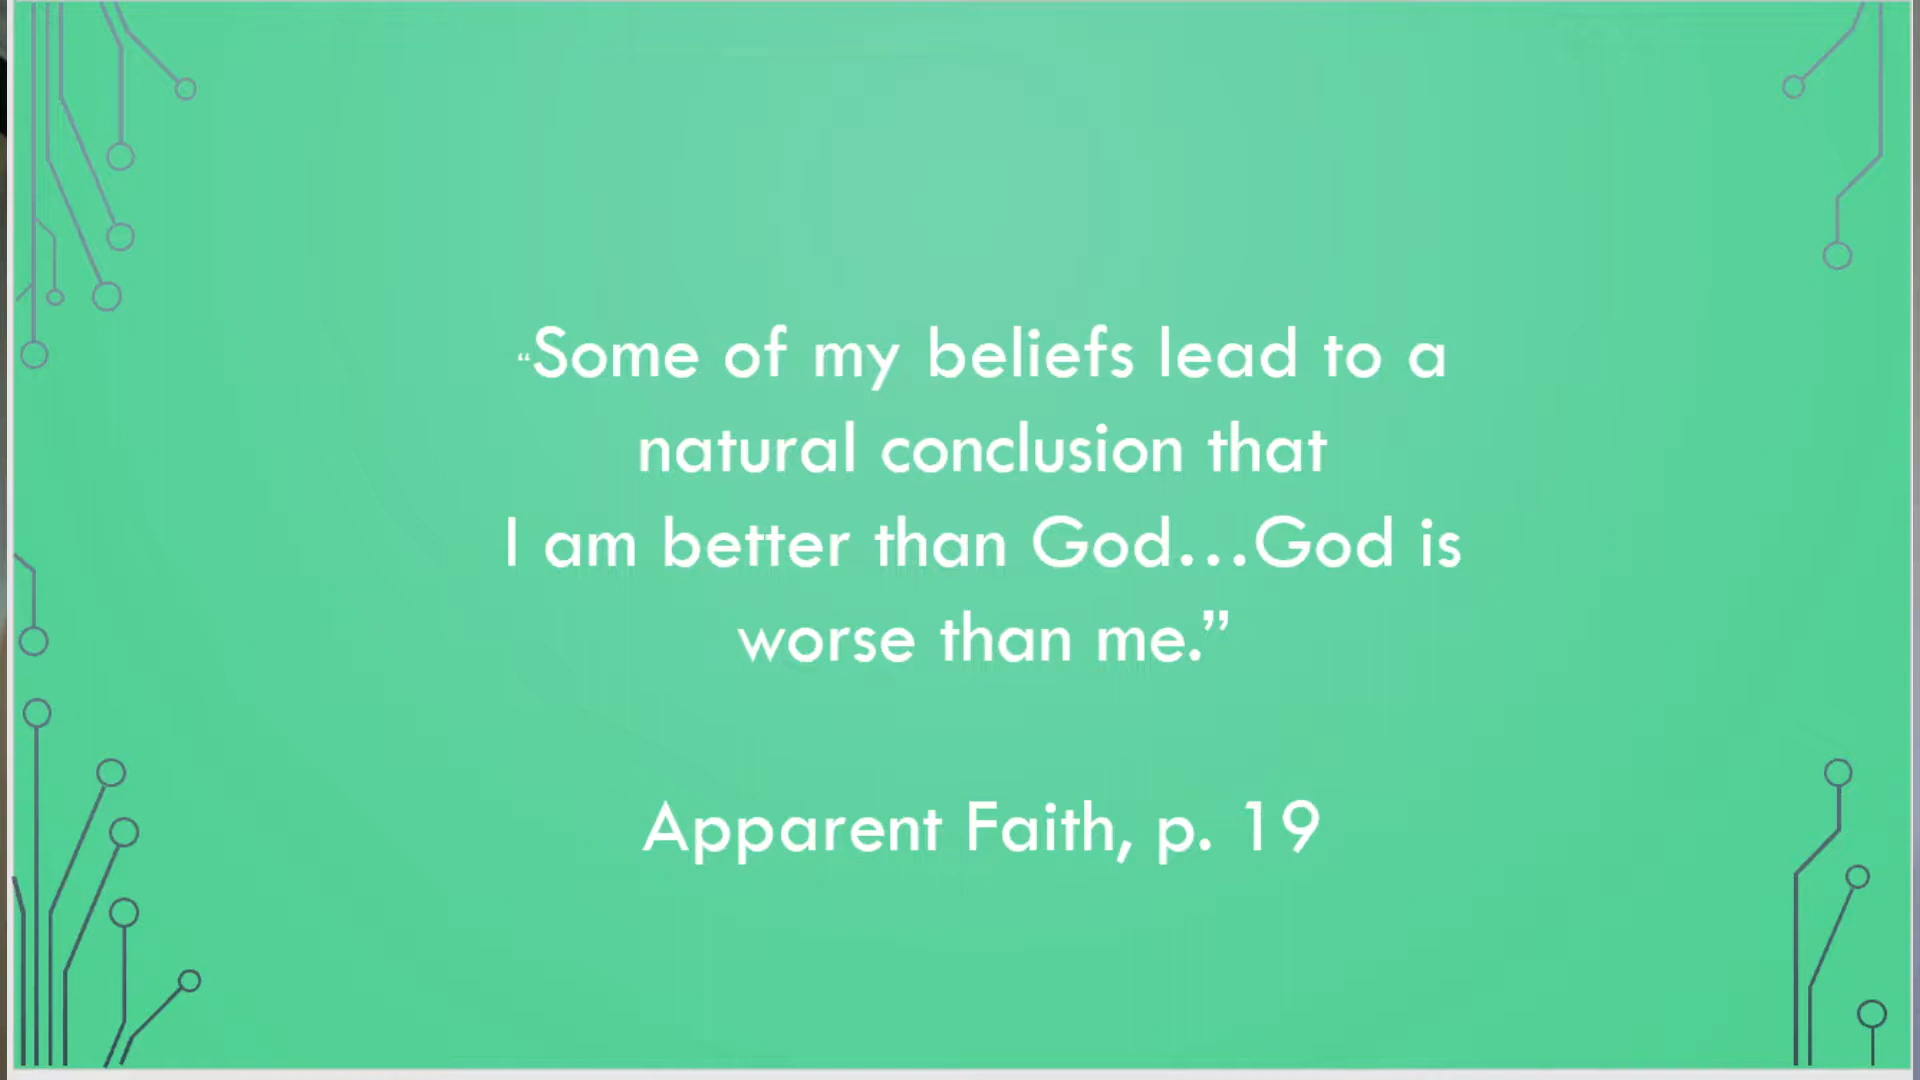 “Some of my beliefs lead to a
natural conclusion that
I am better than God...God is
worse than me.”
Apparent Faith, p. 19